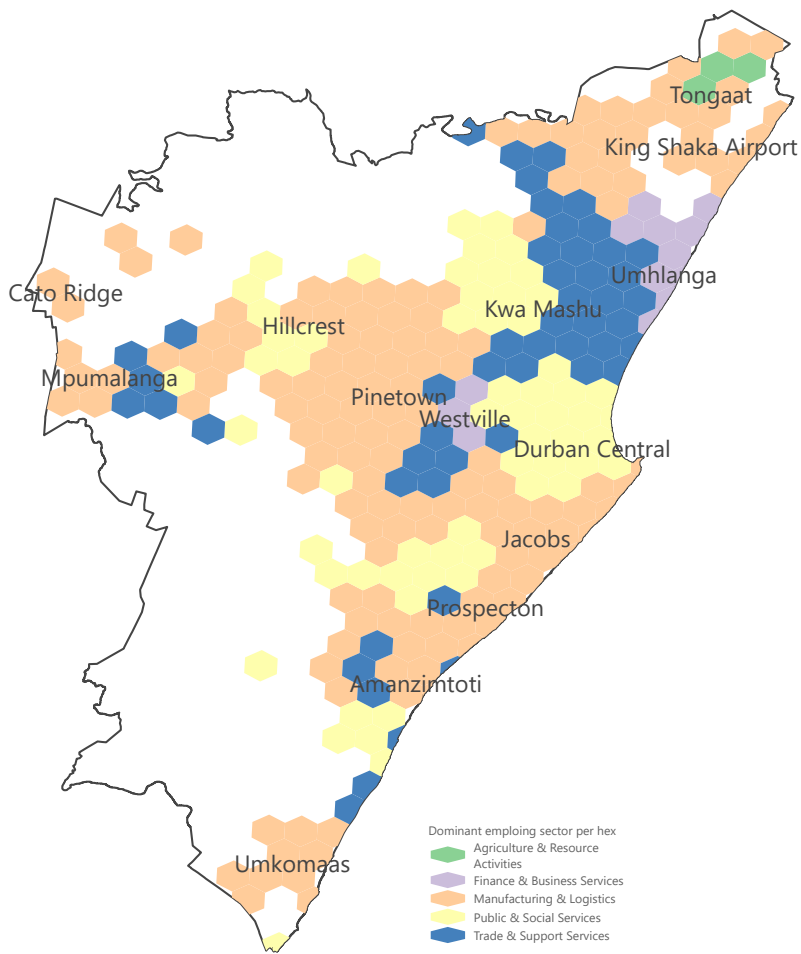 Tongaat
King Shaka Airport
Umhlanga
Cato Ridge
Kwa Mashu
Hillcrest
Mpumalanga
Pinetown
Westville
Durban Central
Jacobs
Prospecton
Amanzimtoti
Umkomaas
Dominant emploing sector per hex
Agriculture & Resource
Activities
Finance & Business Services
Manufacturing & Logistics
Public & Social Services
Trade & Support Services